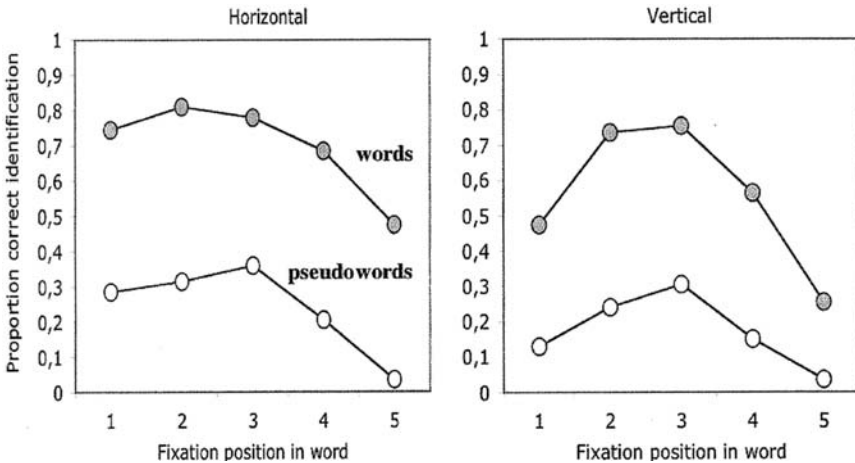 Horizontal
Proportion correct identification
1
0,9
0,8
0,7
0,6
0,5
0,4
0,3
0,2
0,1
0
words
pseudowords
1 2 3 4 5
Fixation position in word
Vertical
1
0,9
0,8
0,7
0,6
0,5
0,4
0,3
0,2
0,1
0
1 2 3 4 5
Fixation position in word